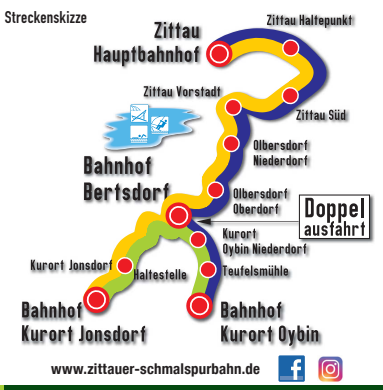 Streckenskizze
Zittau Haltepunkt
Zittau
Hauptbahnhof
Zittau Vorstadt
Zittau Süd
Olbersdorf
Niederdorf
Bahnhof
Bertsdorf
Olbersdorf
Oberdorf
Doppel
ausfahrt
Kurort
Oybin Niederdorf
Kurort Jonsdorf
Haltestelle
Teufelsmühle
Bahnhof
Kurort Jonsdorf
Bahnhof
Kurort Oybin
www.zittauer-schmalspurbahn.de